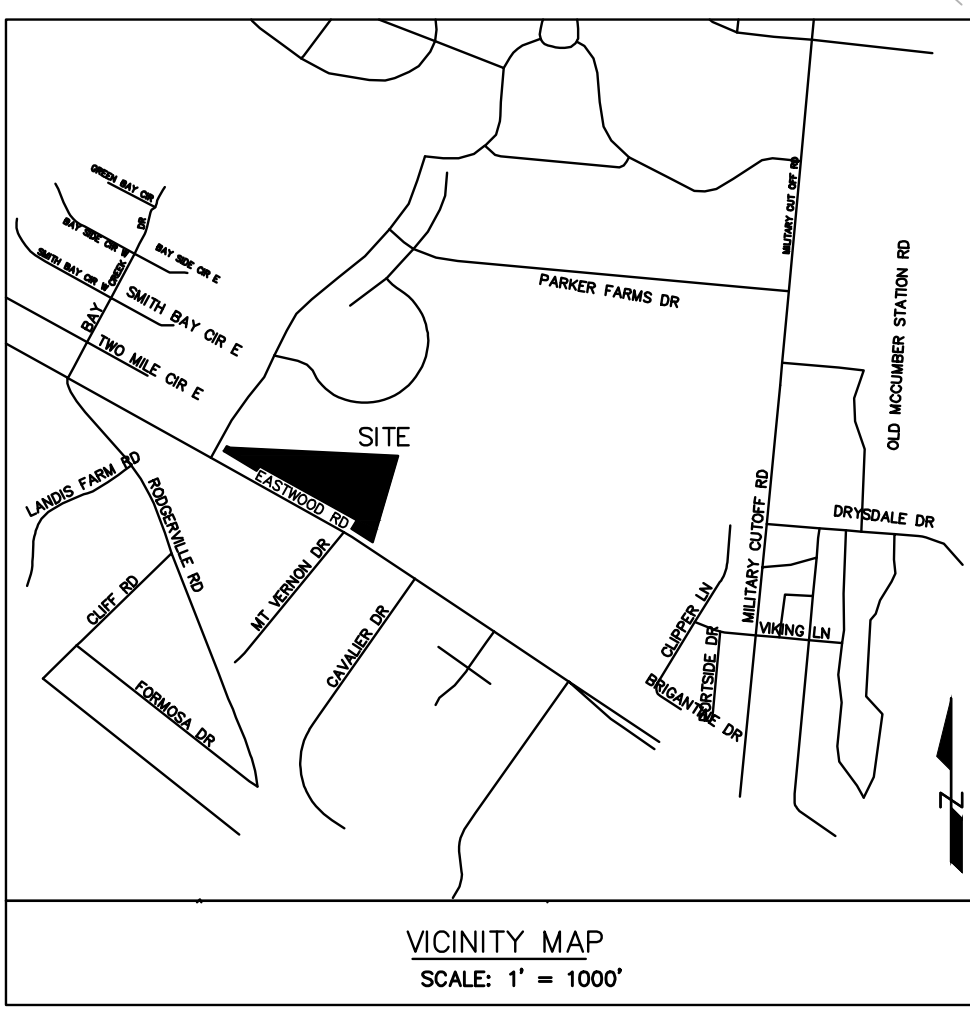 GREEN BAY CIR
DR
BAY SIDE CIR W
BAY SIDE CIR E
SMITH BAY CIR W
CREEK
SMITH BAY CIR E
BAY
TWO MILE CIR E
MILITARY CUT OFF RD
PARKER FARMS DR
OLD MCCUMBER STATION RD
SITE
EASTWOOD RD
LANDIS FARM RD
RODGERVILLE RD
CLIFF RD
MT VERNON DR
CAVALIER DR
FORMOSA DR
MILITARY CUTOFF RD
DRYSDALE DR
CLIPPER LN
VIKING LN
PORTSIDE DR
BRIGANTINE DR
N
VICINITY MAP
SCALE: 1' = 1000'